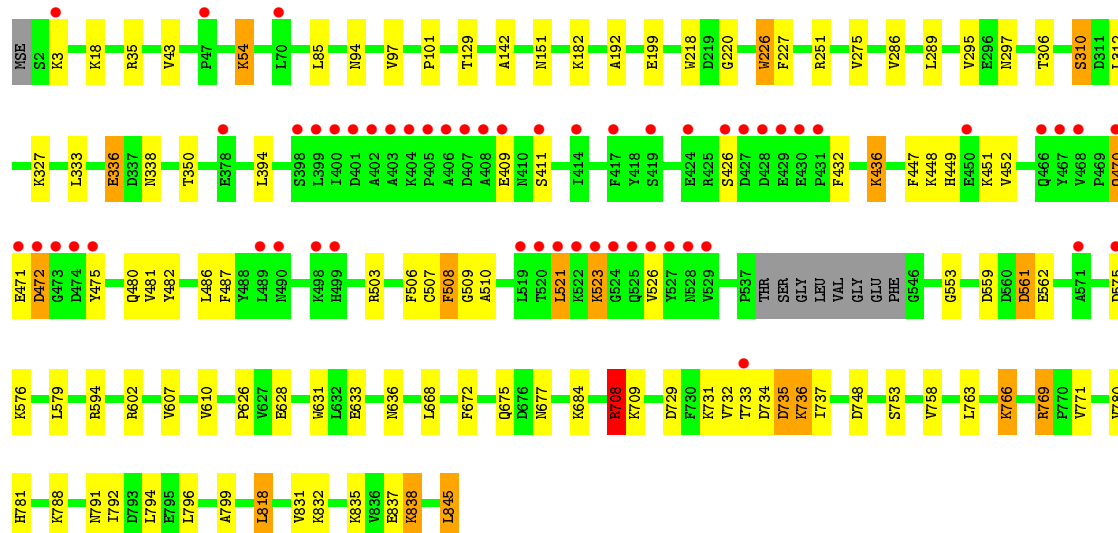 MSE S2 K3 K18 R35 V43 P47 K54 L70 L85 N94 V97 P101 T129 A142 N151 K182 A192 E199 W218 D219 G220 W226 F227 R251 V275 V286 L289 V295 E296 N297 T306 S310 D311 L312
K327 L333 E336 D337 N338 T350 E378 L394 S398 L399 I400 D401 A402 A403 K404 P405 A406 D407 A408 E409 N410 S411 I414 F417 Y418 S419 E424 R425 S426 D427 D428 E429 E430 P431 F432 K436 F447 K448 H449 E450 K451 V452 Q466 Y467 V468 P469
E471 D472 G473 D474 Y475 Q480 V481 Y482 L486 F487 Y488 L489 N490 K498 H499 R503 F506 C507 F508 G509 A510 L519 T520 L521 K522 K523 G524 Q525 V526 Y527 N528 V529 P537 THR SER GLY LEU VAL GLY GLU PHE G546 G553 D559 D560 D561 E562 A571 D575
K576 L579 R594 R602 V607 V610 P626 V627 E628 W631 L632 E633 N636 L668 F672 Q675 D676 N677 K684 R708 K709 D729 F730 K731 V732 T733 D734 D735 K736 I737 D748 S753 V758 L763 K766 R769 P770 V771
H781 K788 N791 I792 D793 L794 E795 L796 A799 L818 V831 K832 K835 V836 E837 K838 L845